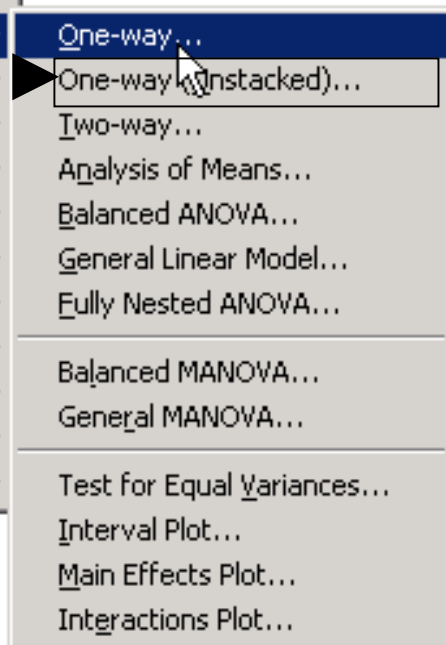 One-way...
One-way (Unstacked)...
Two-way...
Analysis of Means...
Balanced ANOVA...
General Linear Model...
Fully Nested ANOVA...
Balanced MANOVA...
General MANOVA...
Test for Equal Variances...
Interval Plot...
Main Effects Plot...
Interactions Plot...